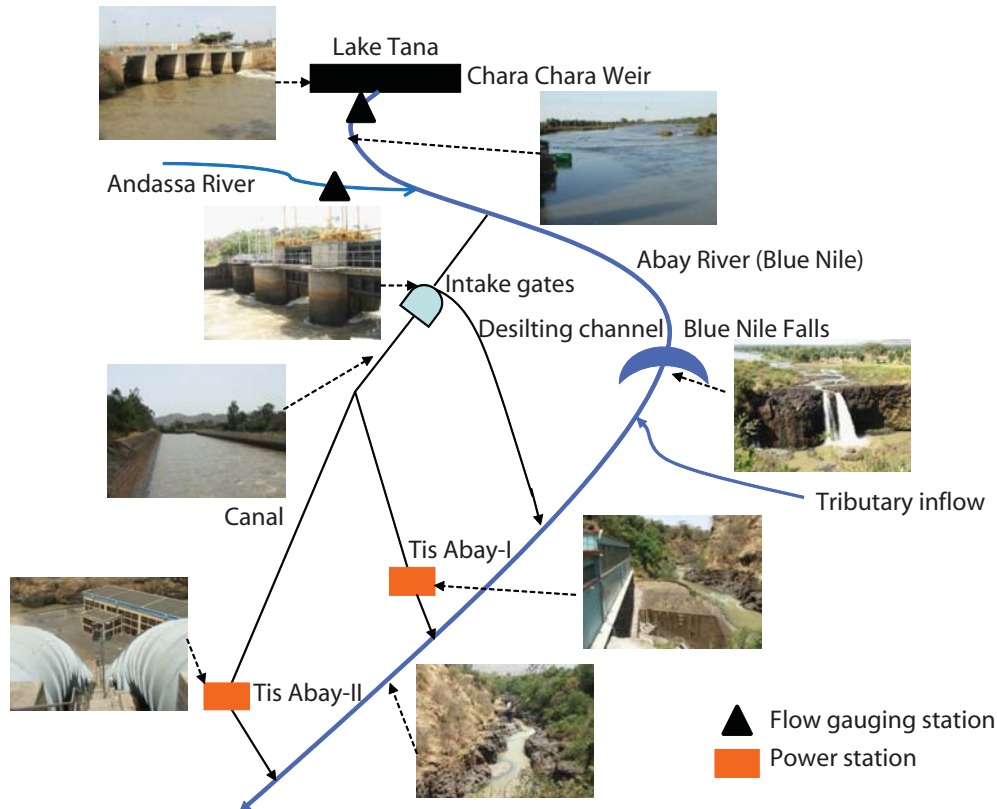 Lake Tana
Chara Chara Weir
Andassa River
Abay River (Blue Nile)
Intake gates
Desilting channel
Blue Nile Falls
Tributary inflow
Canal
Tis Abay-I
Tis Abay-II
Flow gauging station
Power station